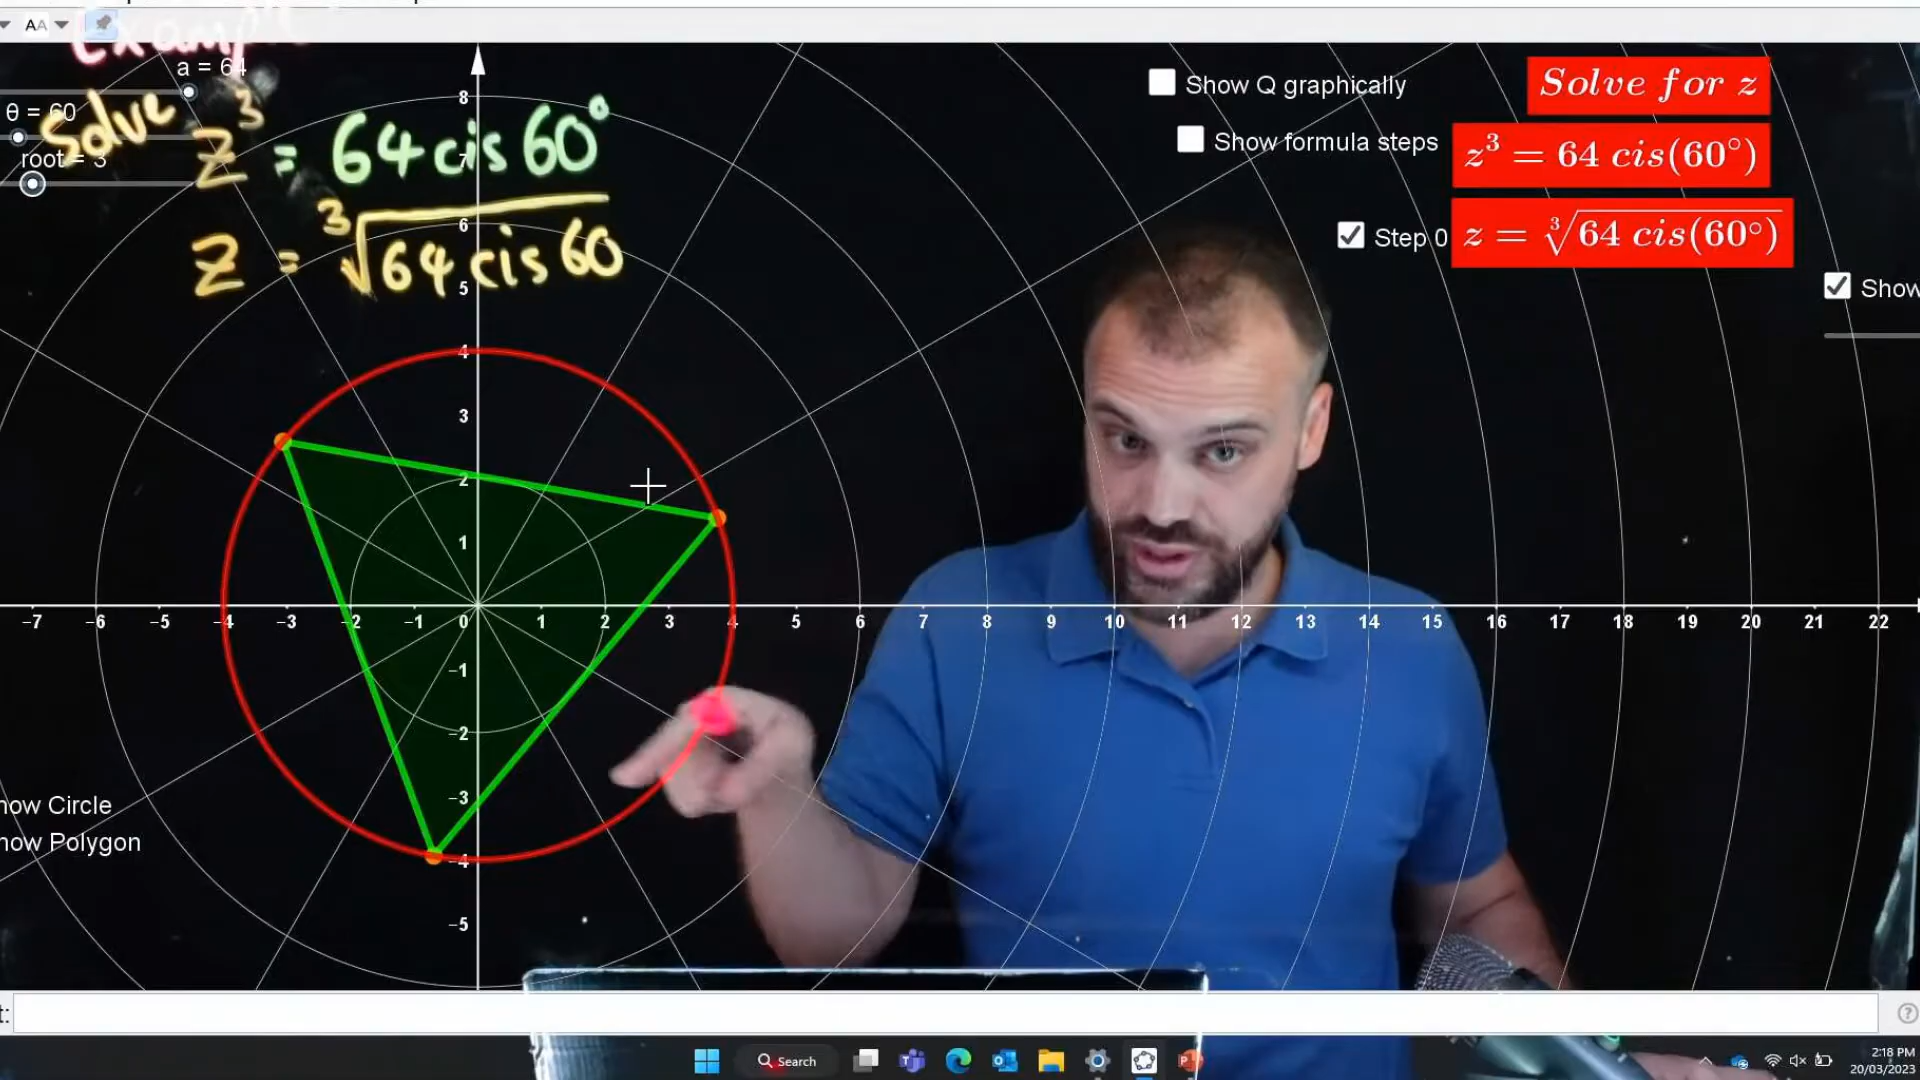 AA
Example
a = 64
θ = 60
root = 3
Solve z³ = 64 cis 60°
z = ³√64 cis 60
Show Q graphically
Solve for z
Show formula steps
z³ = 64 cis(60°)
Step 0
z = ³√64 cis(60°)
Show
8
7
6
5
4
3
2
1
−7 −6 −5 −4 −3 −2 −1 0 1 2 3 4 5 6 7 8 9 10 11 12 13 14 15 16 17 18 19 20 21 22
−1
−2
−3
−4
−5
how Circle
how Polygon
t:
Search
2:18 PM
20/03/2023